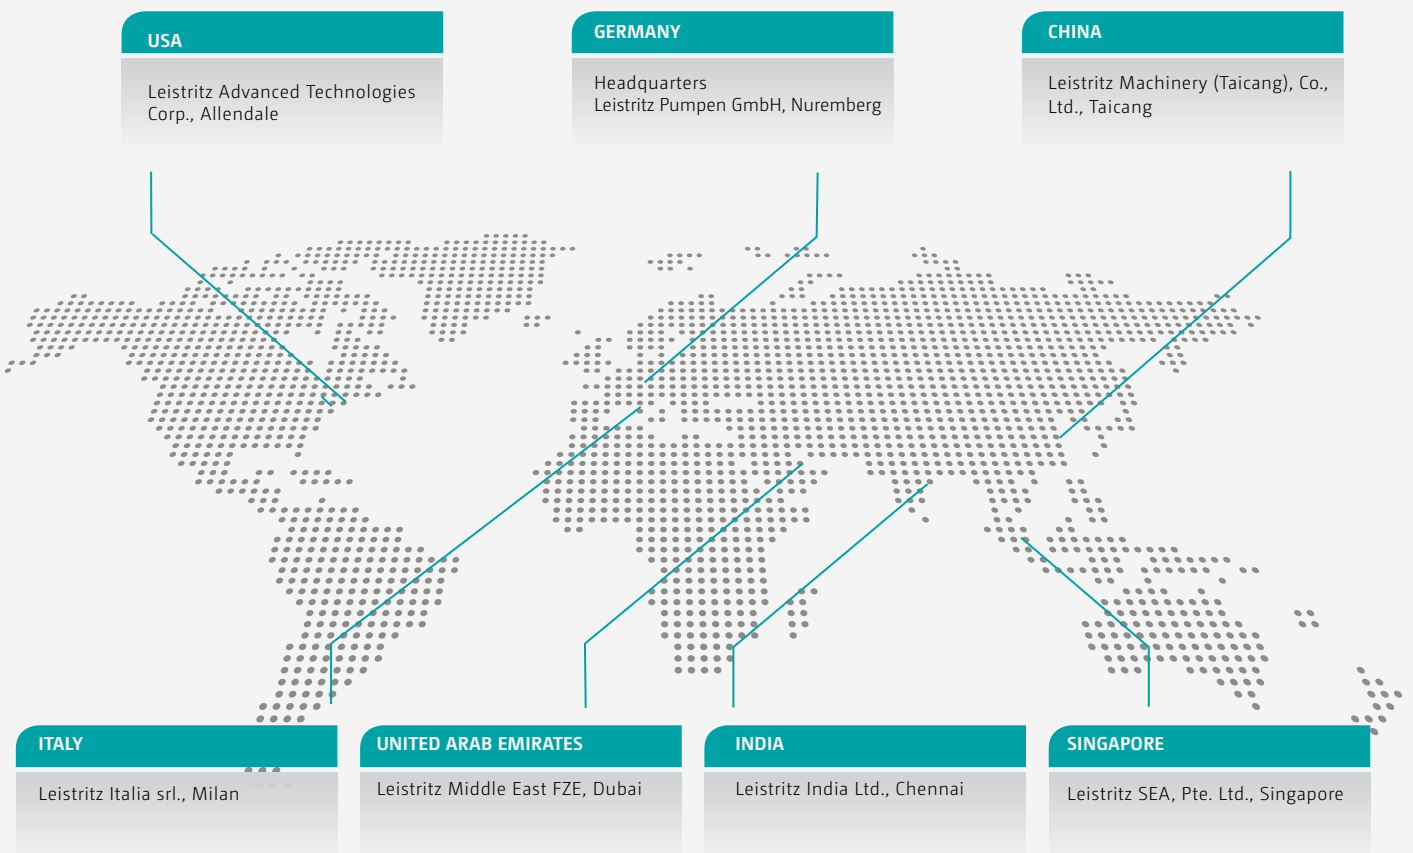 USA
Leistritz Advanced Technologies
Corp., Allendale
GERMANY
Headquarters
Leistritz Pumpen GmbH, Nuremberg
CHINA
Leistritz Machinery (Taicang), Co.,
Ltd., Taicang
ITALY
Leistritz Italia srl., Milan
UNITED ARAB EMIRATES
Leistritz Middle East FZE, Dubai
INDIA
Leistritz India Ltd., Chennai
SINGAPORE
Leistritz SEA, Pte. Ltd., Singapore